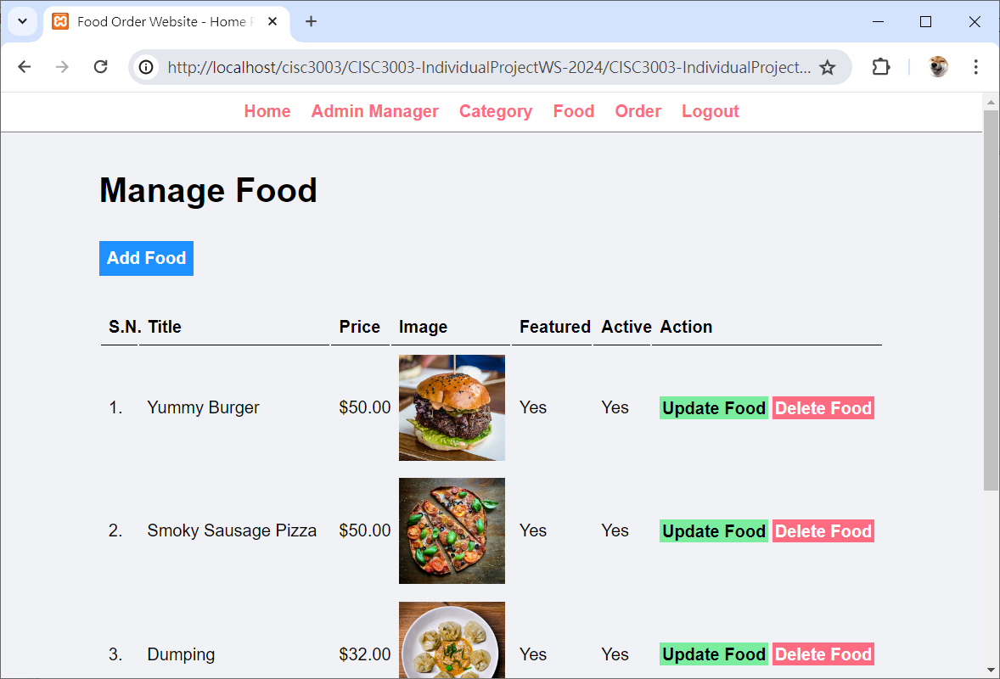 Food Order Website - Home P
http://localhost/cisc3003/CISC3003-IndividualProjectWS-2024/CISC3003-IndividualProject...
Home Admin Manager Category Food Order Logout
Manage Food
Add Food
S.N. Title Price Image Featured Active Action
1. Yummy Burger $50.00 Yes Yes Update Food Delete Food
2. Smoky Sausage Pizza $50.00 Yes Yes Update Food Delete Food
3. Dumping $32.00 Yes Yes Update Food Delete Food